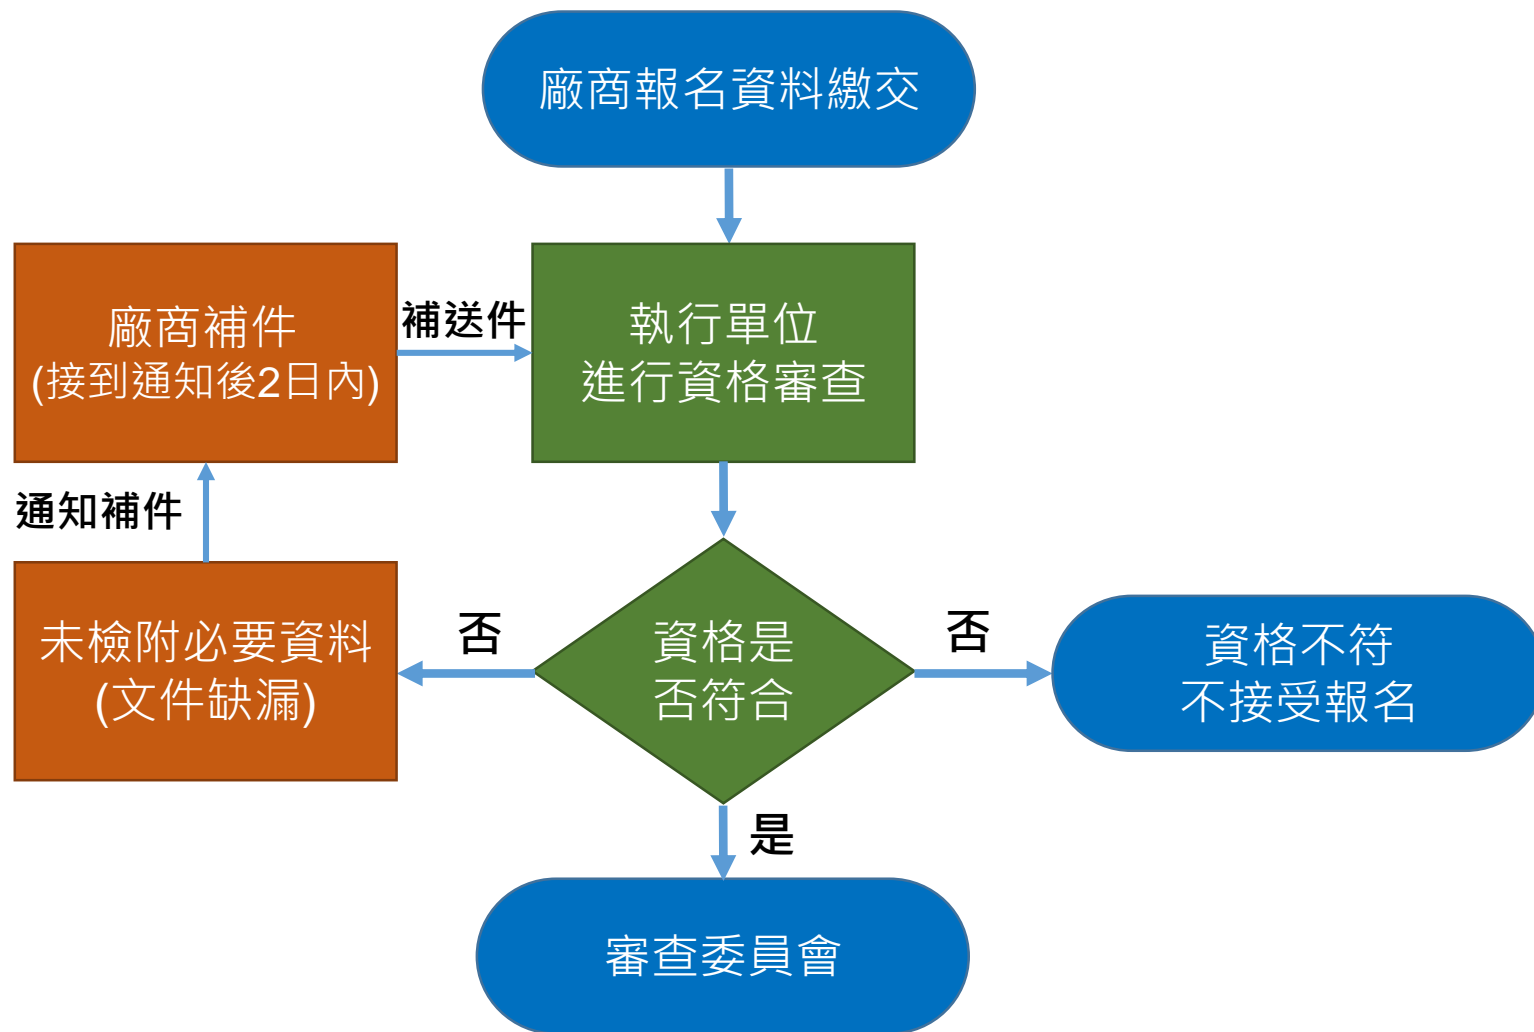 廠商報名資料繳交
廠商補件
(接到通知後2日內)
補送件
執行單位
進行資格審查
通知補件
未檢附必要資料
(文件缺漏)
否
資格是
否符合
否
資格不符
不接受報名
是
審查委員會